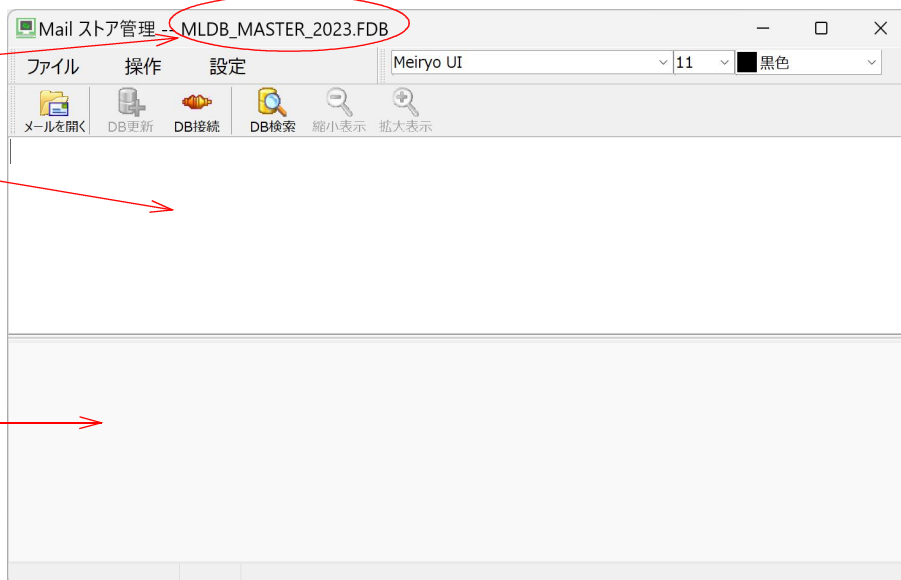 Mail ストア管理 -- MLDB_MASTER_2023.FDB
ファイル 操作 設定
Meiryo UI 11 黒色
メールを開く DB更新 DB接続 DB検索 縮小表示 拡大表示